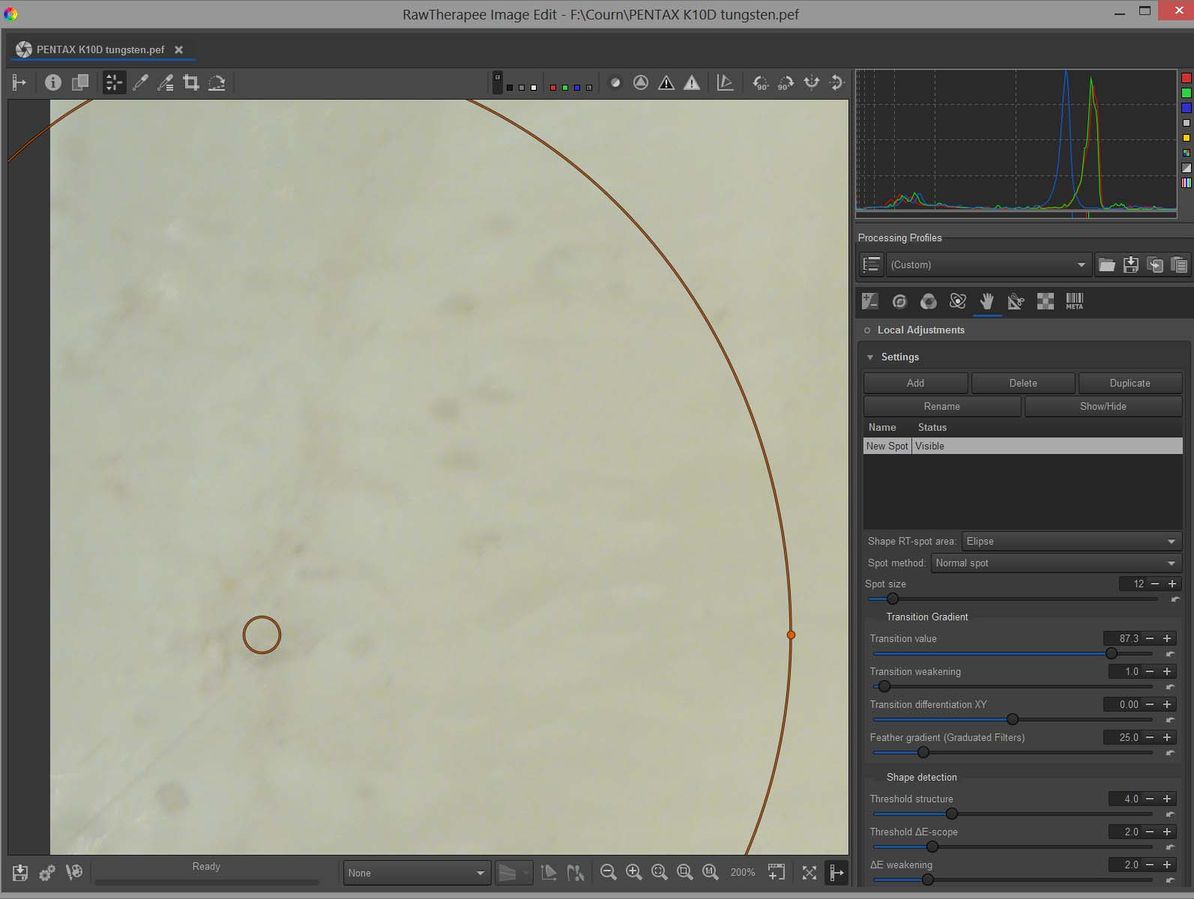 RawTherapee Image Edit - F:\Courn\PENTAX K10D tungsten.pef
PENTAX K10D tungsten.pef
90°
90°
Processing Profiles
(Custom)
META
Local Adjustments
Settings
Add Delete Duplicate
Rename Show/Hide
Name Status
New Spot Visible
Shape RT-spot area: Elipse
Spot method: Normal spot
Spot size 12
Transition Gradient
Transition value 87.3
Transition weakening 1.0
Transition differentiation XY 0.00
Feather gradient (Graduated Filters) 25.0
Shape detection
Threshold structure 4.0
Threshold ΔE-scope 2.0
ΔE weakening 2.0
Ready
None
200%